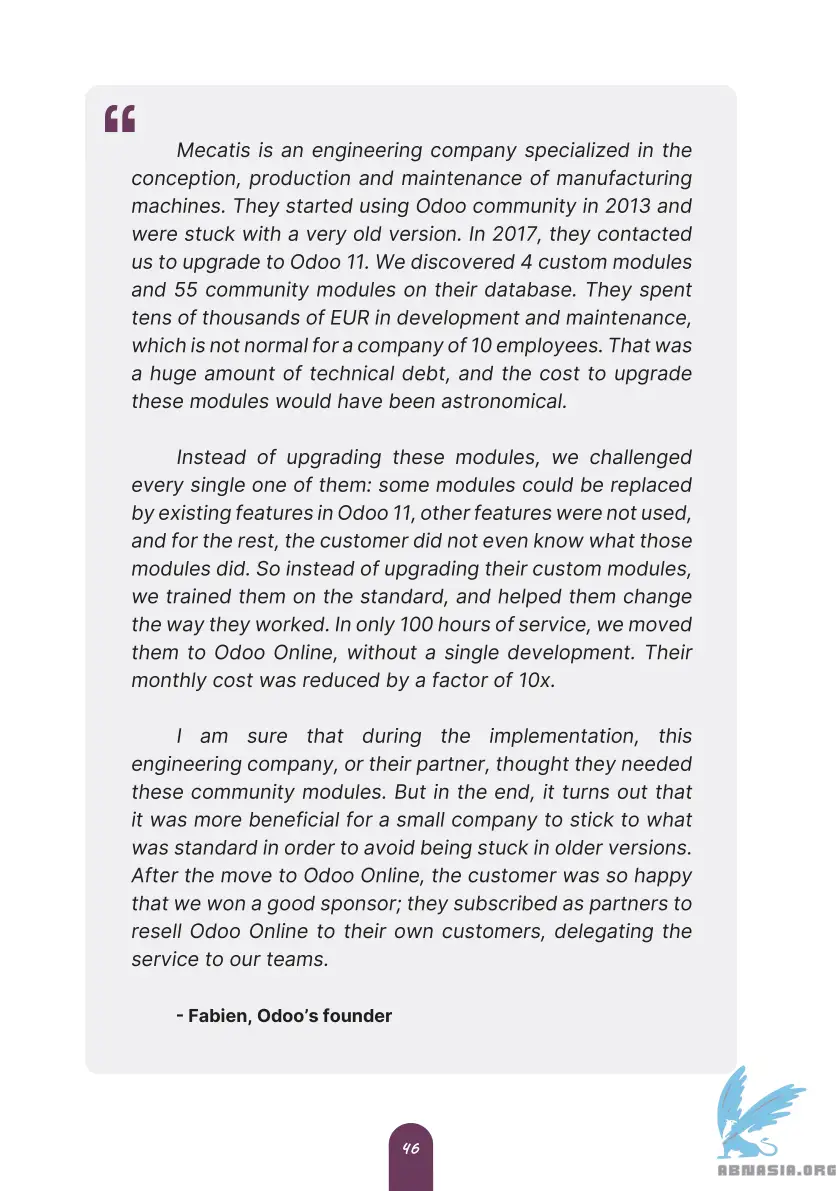 Mecatis is an engineering company specialized in the
conception, production and maintenance of manufacturing
machines. They started using Odoo community in 2013 and
were stuck with a very old version. In 2017, they contacted
us to upgrade to Odoo 11. We discovered 4 custom modules
and 55 community modules on their database. They spent
tens of thousands of EUR in development and maintenance,
which is not normal for a company of 10 employees. That was
a huge amount of technical debt, and the cost to upgrade
these modules would have been astronomical.
Instead of upgrading these modules, we challenged
every single one of them: some modules could be replaced
by existing features in Odoo 11, other features were not used,
and for the rest, the customer did not even know what those
modules did. So instead of upgrading their custom modules,
we trained them on the standard, and helped them change
the way they worked. In only 100 hours of service, we moved
them to Odoo Online, without a single development. Their
monthly cost was reduced by a factor of 10x.
I am sure that during the implementation, this
engineering company, or their partner, thought they needed
these community modules. But in the end, it turns out that
it was more beneficial for a small company to stick to what
was standard in order to avoid being stuck in older versions.
After the move to Odoo Online, the customer was so happy
that we won a good sponsor; they subscribed as partners to
resell Odoo Online to their own customers, delegating the
service to our teams.
- Fabien, Odoo’s founder
46
ABNASIA.ORG